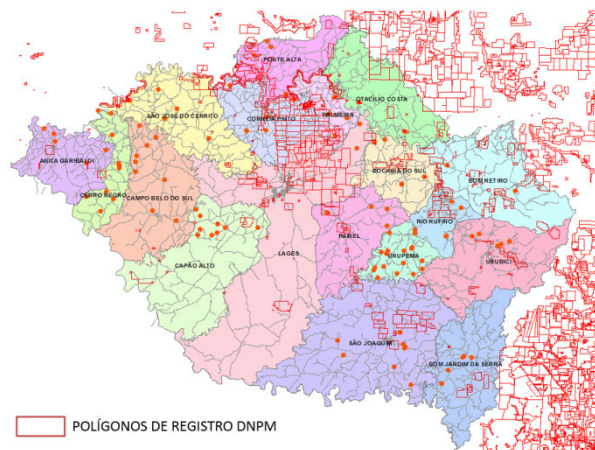 PONTE ALTA
OTACILIO COSTA
SÃO JOSE DO CERRITO
CORREIA PINTO
PALMEIRA
ANITA GARIBALDI
BOCAINA DO SUL
BOM RETIRO
CERRO NEGRO
CAMPO BELO DO SUL
RIO RUFINO
PAINEL
URUPEMA
URUBICI
LAGES
CAPÃO ALTO
SÃO JOAQUIM
BOM JARDIM DA SERRA
POLÍGONOS DE REGISTRO DNPM